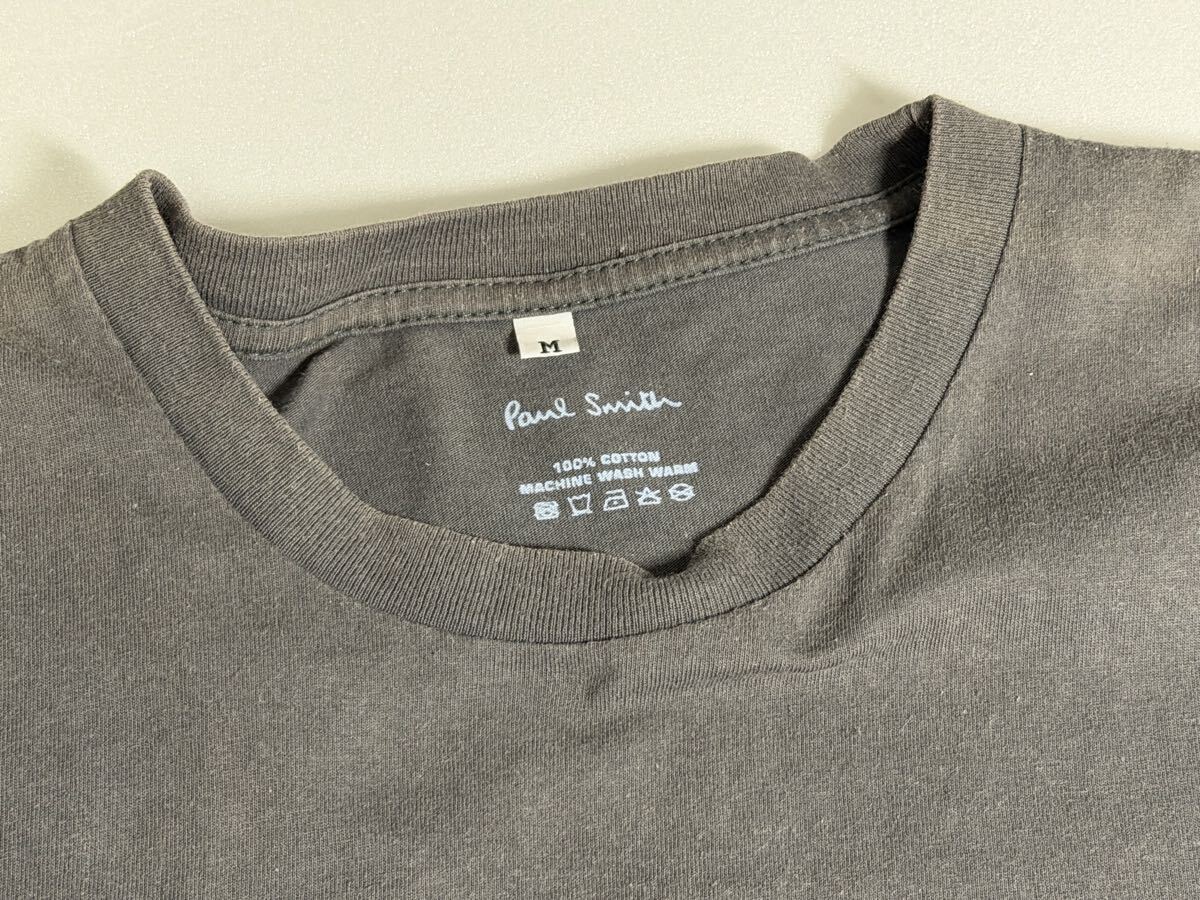 M
Paul Smith
100% COTTON
MACHINE WASH WARM